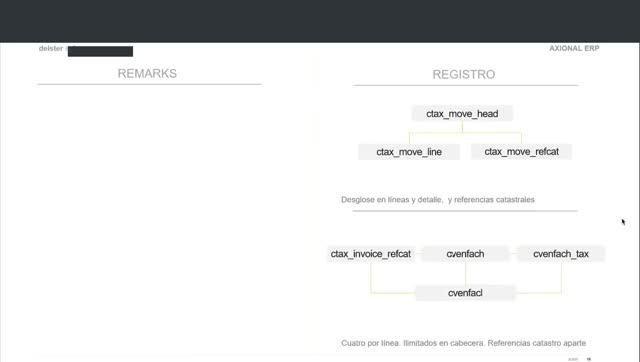 deister
AXIONAL ERP
REMARKS
REGISTRO
ctax_move_head
ctax_move_line
ctax_move_refcat
Desglose en líneas y detalle, y referencias catastrales
ctax_invoice_refcat
cvenfach
cvenfach_tax
cvenfacl
Cuatro por línea. Ilimitados en cabecera. Referencias catastro aparte